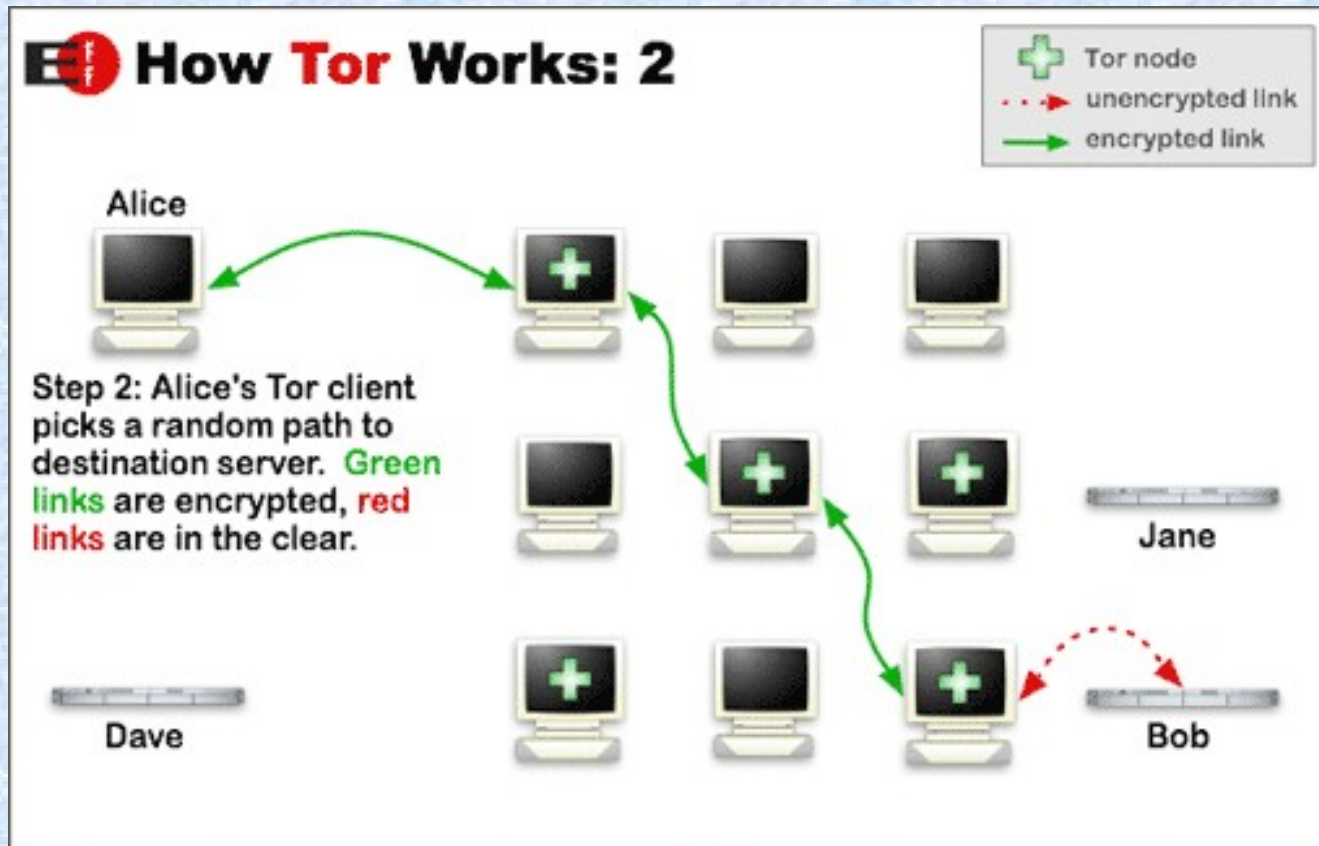 EFF How Tor Works: 2
Tor node
unencrypted link
encrypted link
Alice
Step 2: Alice's Tor client
picks a random path to
destination server. Green
links are encrypted, red
links are in the clear.
Jane
Dave
Bob